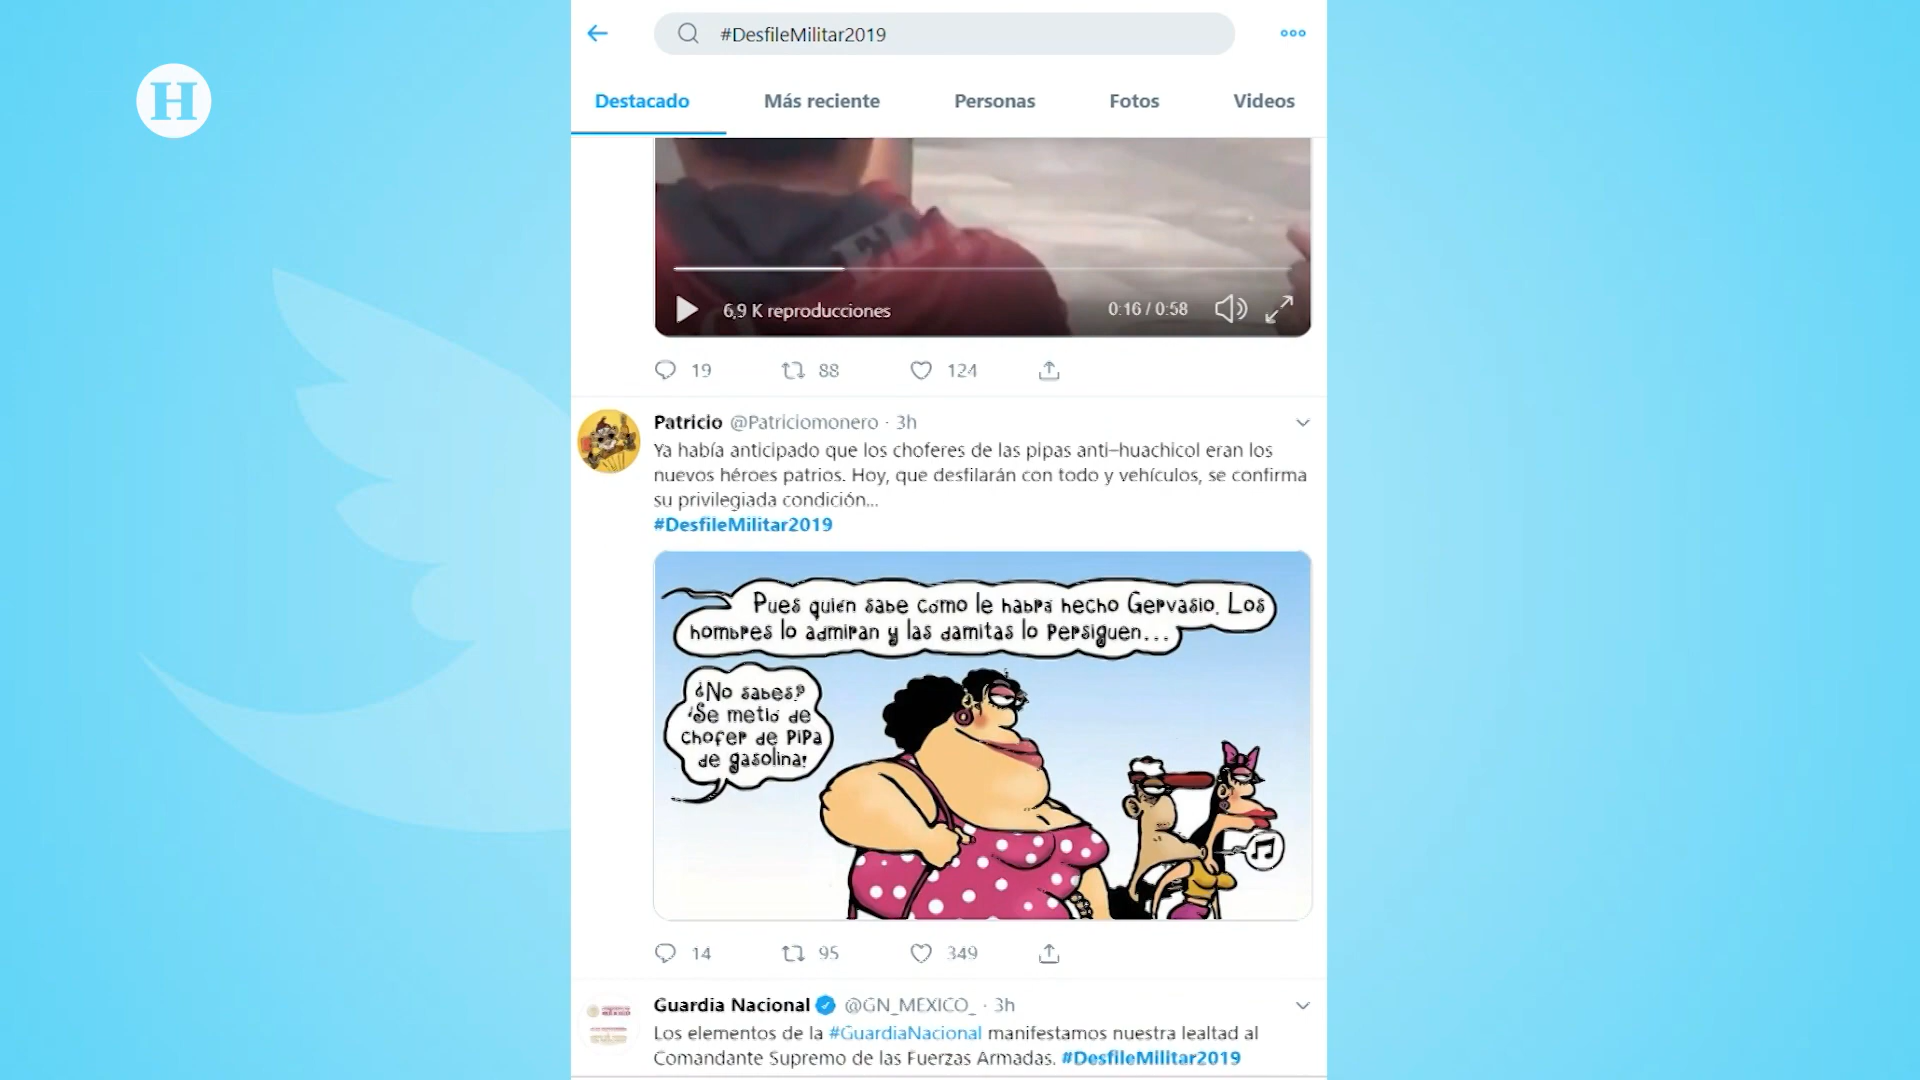 H
#DesfileMilitar2019
Destacado
Más reciente
Personas
Fotos
Videos
6,9 K reproducciones
0:16 / 0:58
19
88
124
Patricio @Patriciomonero · 3h
Ya había anticipado que los choferes de las pipas anti-huachicol eran los
nuevos héroes patrios. Hoy, que desfilarán con todo y vehículos, se confirma
su privilegiada condición...
#DesfileMilitar2019
Pues quién sabe cómo le habrá hecho Gervasio. Los
hombres lo admiran y las damitas lo persiguen...
¿No sabes?
¡Se metió de
chofer de pipa
de gasolina!
14
95
349
Guardia Nacional @GN_MEXICO_ · 3h
Los elementos de la #GuardiaNacional manifestamos nuestra lealtad al
Comandante Supremo de las Fuerzas Armadas. #DesfileMilitar2019